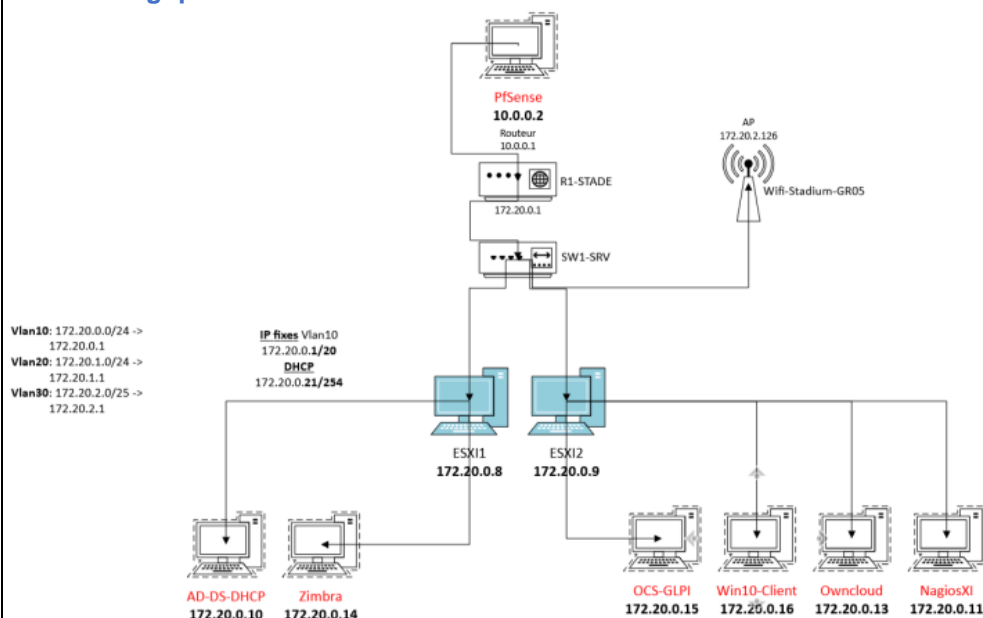 PfSense
10.0.0.2
Routeur
10.0.0.1
R1-STADE
172.20.0.1
AP
172.20.2.126
Wifi-Stadium-GR05
SW1-SRV
Vlan10: 172.20.0.0/24 ->
172.20.0.1
Vlan20: 172.20.1.0/24 ->
172.20.1.1
Vlan30: 172.20.2.0/25 ->
172.20.2.1
IP fixes Vlan10
172.20.0.1/20
DHCP
172.20.0.21/254
ESXI1
172.20.0.8
ESXI2
172.20.0.9
AD-DS-DHCP
172.20.0.10
Zimbra
172.20.0.14
OCS-GLPI
172.20.0.15
Win10-Client
172.20.0.16
Owncloud
172.20.0.13
NagiosXI
172.20.0.11